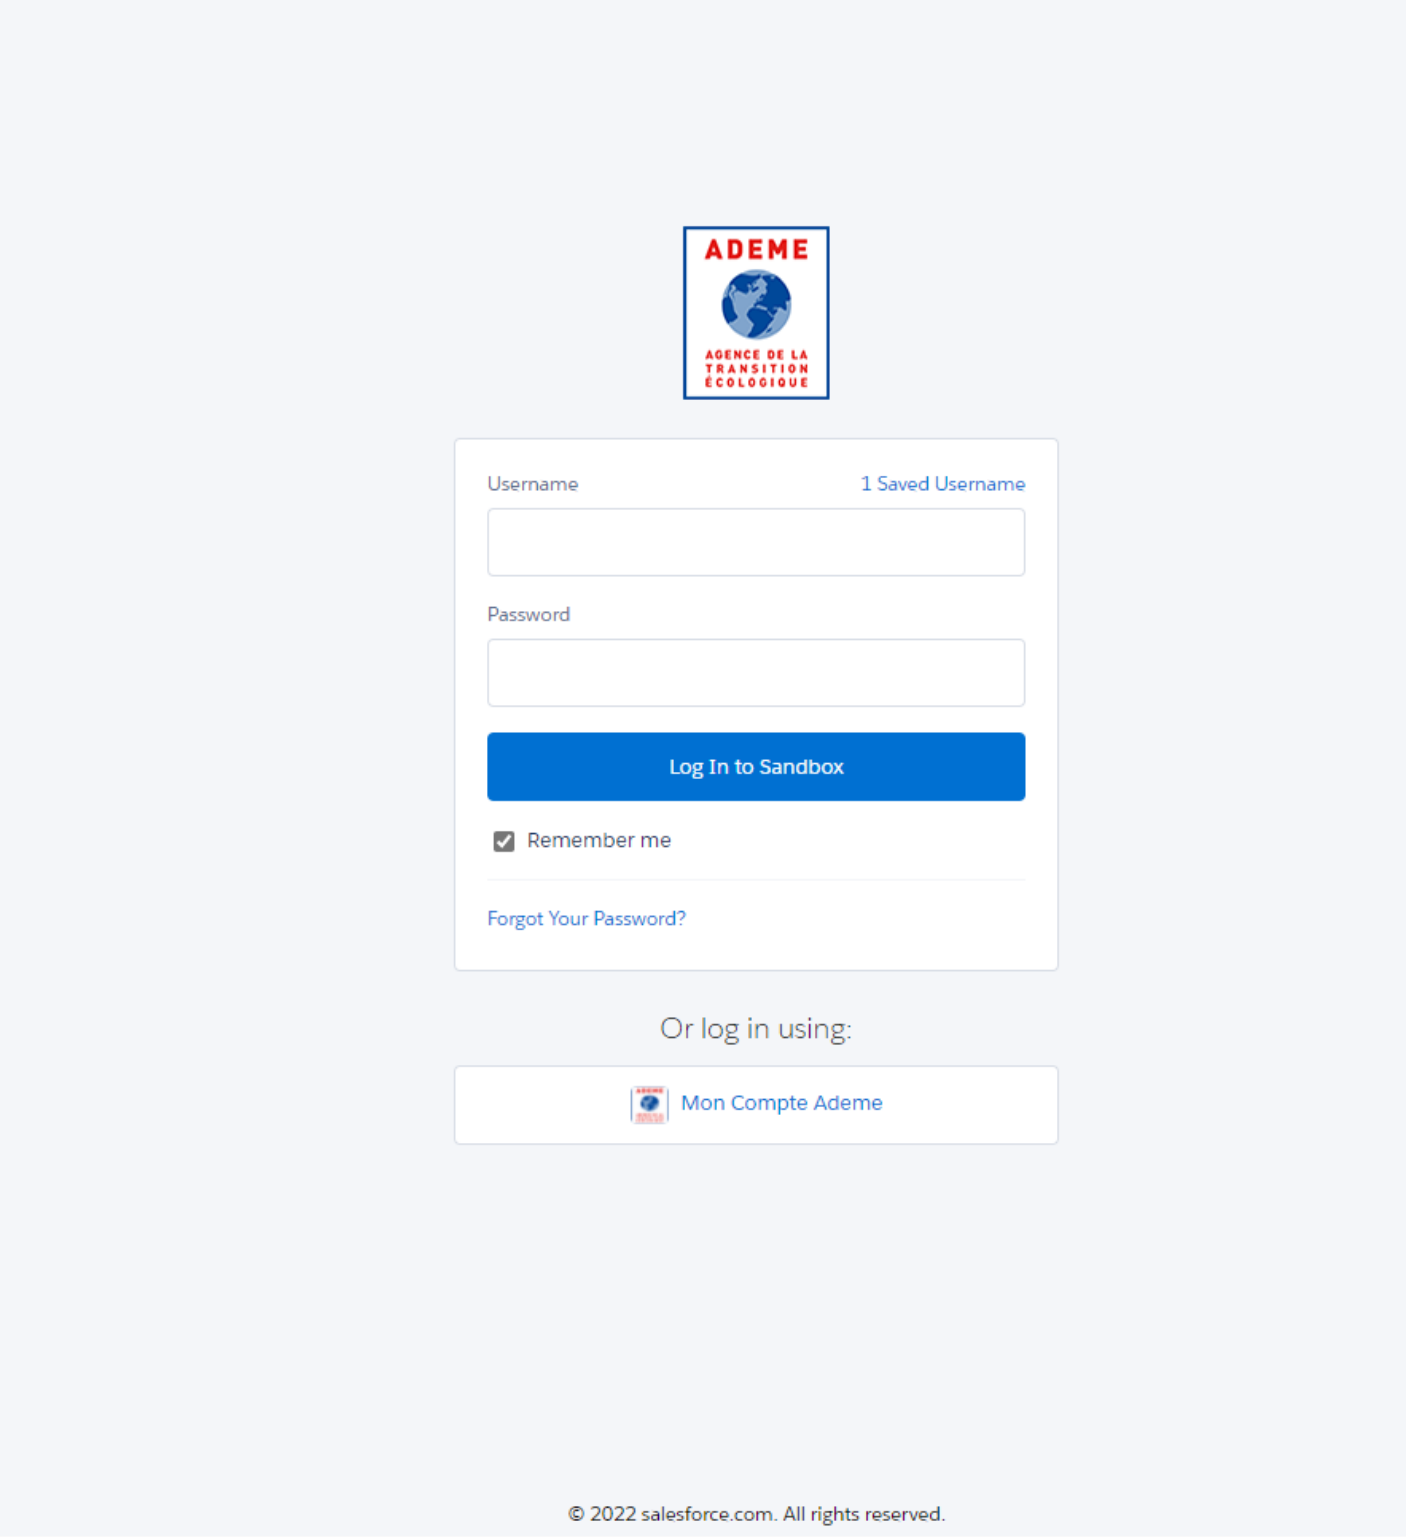 ADEME
AGENCE DE LA
TRANSITION
ÉCOLOGIQUE
Username
1 Saved Username
Password
Log In to Sandbox
Remember me
Forgot Your Password?
Or log in using:
Mon Compte Ademe
© 2022 salesforce.com. All rights reserved.